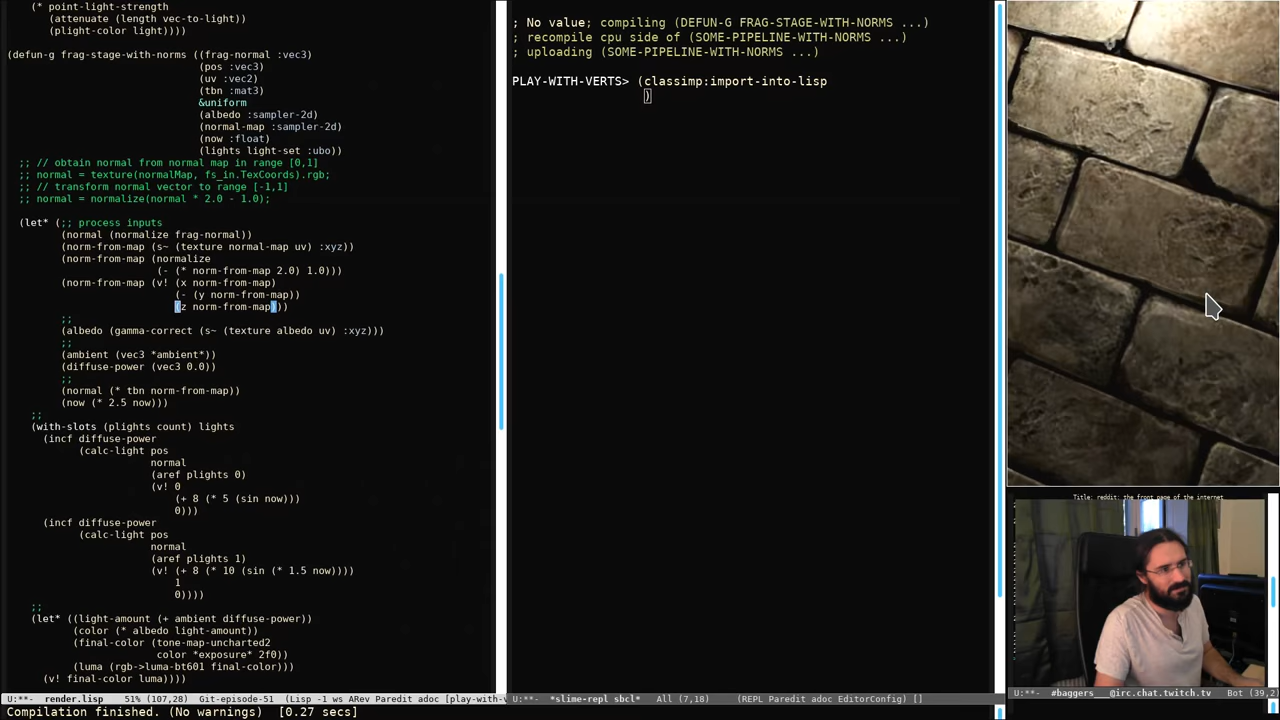 (* point-light-strength
(attenuate (length vec-to-light))
(plight-color light))))
(defun-g frag-stage-with-norms ((frag-normal :vec3)
(pos :vec3)
(uv :vec2)
(tbn :mat3)
&uniform
(albedo :sampler-2d)
(normal-map :sampler-2d)
(now :float)
(lights light-set :ubo))
;; // obtain normal from normal map in range [0,1]
;; normal = texture(normalMap, fs_in.TexCoords).rgb;
;; // transform normal vector to range [-1,1]
;; normal = normalize(normal * 2.0 - 1.0);
(let* (;; process inputs
(normal (normalize frag-normal))
(norm-from-map (s~ (texture normal-map uv) :xyz))
(norm-from-map (normalize
(- (* norm-from-map 2.0) 1.0)))
(norm-from-map (v! (x norm-from-map)
(- (y norm-from-map))
(z norm-from-map)))
;;
(albedo (gamma-correct (s~ (texture albedo uv) :xyz)))
;;
(ambient (vec3 *ambient*))
(diffuse-power (vec3 0.0))
;;
(normal (* tbn norm-from-map))
(now (* 2.5 now)))
;;
(with-slots (plights count) lights
(incf diffuse-power
(calc-light pos
normal
(aref plights 0)
(v! 0
(+ 8 (* 5 (sin now)))
0)))
(incf diffuse-power
(calc-light pos
normal
(aref plights 1)
(v! (+ 8 (* 10 (sin (* 1.5 now))))
1
0))))
;;
(let* ((light-amount (+ ambient diffuse-power))
(color (* albedo light-amount))
(final-color (tone-map-uncharted2
color *exposure* 2f0))
(luma (rgb->luma-bt601 final-color)))
(v! final-color luma))))
U:**- render.lisp 51% (107,28) Git-episode-51 (Lisp -1 ws ARev Paredit adoc [play-with-v
Compilation finished. (No warnings) [0.27 secs]
; No value; compiling (DEFUN-G FRAG-STAGE-WITH-NORMS ...)
; recompile cpu side of (SOME-PIPELINE-WITH-NORMS ...)
; uploading (SOME-PIPELINE-WITH-NORMS ...)
PLAY-WITH-VERTS> (classimp:import-into-lisp
)
U:**- *slime-repl sbcl* All (7,18) (REPL Paredit adoc EditorConfig) []
Title: reddit: the front page of the internet
U:**- #baggers___@irc.chat.twitch.tv Bot (39,2)